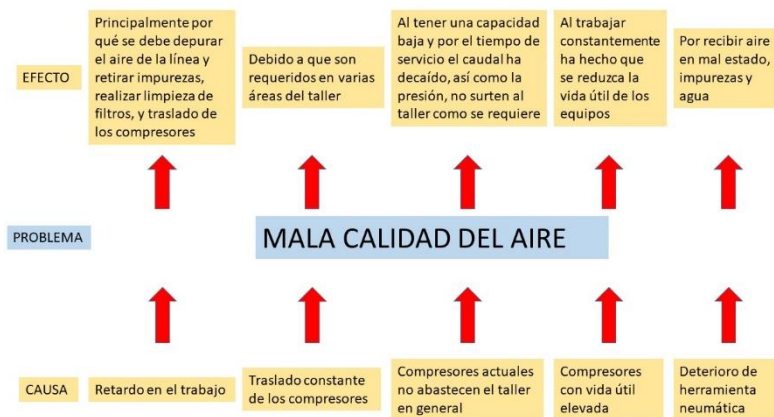 EFECTO
Principalmente por
qué se debe depurar
el aire de la línea y
retirar impurezas,
realizar limpieza de
filtros, y traslado de
los compresores
Debido a que son
requeridos en varias
áreas del taller
Al tener una capacidad
baja y por el tiempo de
servicio el caudal ha
decaído, así como la
presión, no surten al
taller como se requiere
Al trabajar
constantemente
ha hecho que
se reduzca la
vida útil de los
equipos
Por recibir aire
en mal estado,
impurezas y
agua
PROBLEMA
MALA CALIDAD DEL AIRE
CAUSA
Retardo en el trabajo
Traslado constante
de los compresores
Compresores actuales
no abastecen el taller
en general
Compresores
con vida útil
elevada
Deterioro de
herramienta
neumática